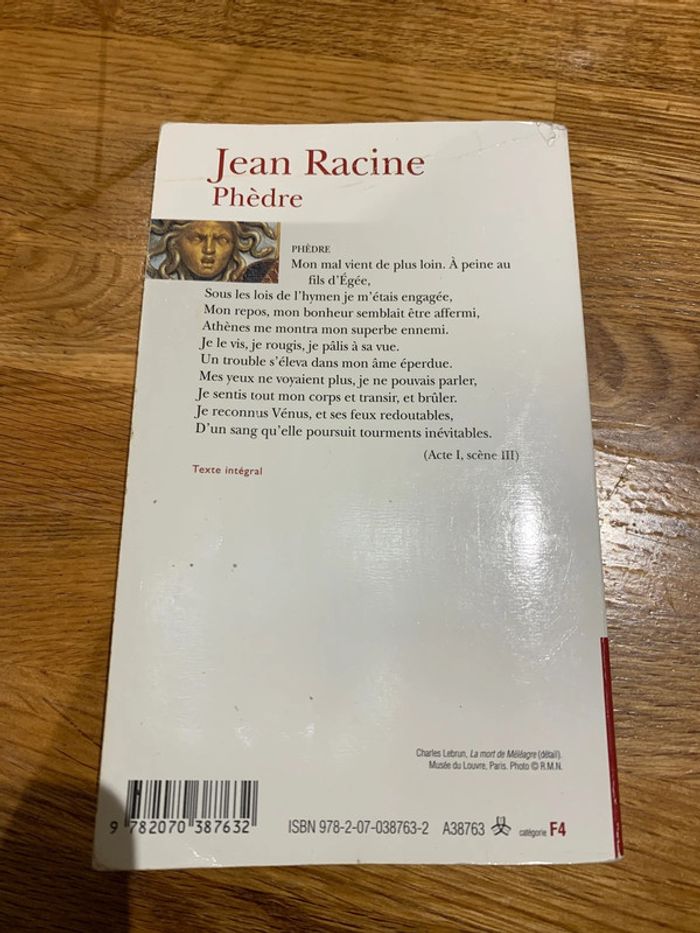 Jean Racine
Phèdre
PHÈDRE
Mon mal vient de plus loin. À peine au
fils d'Égée,
Sous les lois de l'hymen je m'étais engagée,
Mon repos, mon bonheur semblait être affermi,
Athènes me montra mon superbe ennemi.
Je le vis, je rougis, je pâlis à sa vue.
Un trouble s'éleva dans mon âme éperdue.
Mes yeux ne voyaient plus, je ne pouvais parler,
Je sentis tout mon corps et transir, et brûler.
Je reconnus Vénus, et ses feux redoutables,
D'un sang qu'elle poursuit tourments inévitables.
(Acte I, scène III)
Texte intégral
Charles Lebrun, La mort de Méléagre (détail).
Musée du Louvre, Paris. Photo © R.M.N.
9 782070 387632
ISBN 978-2-07-038763-2 A38763 catégorie F4